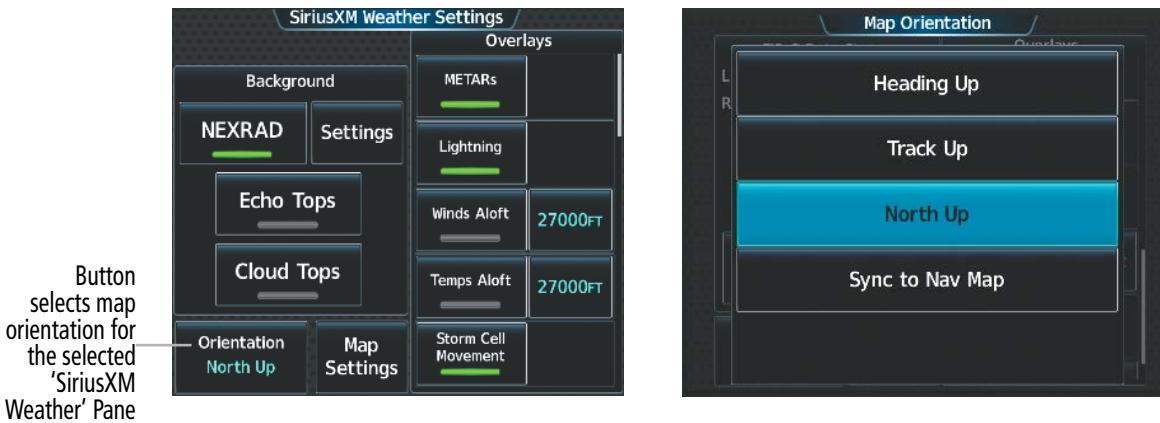 SiriusXM Weather Settings
Overlays
Background
METARs
NEXRAD
Settings
Lightning
Echo Tops
Winds Aloft
27000FT
Cloud Tops
Temps Aloft
27000FT
Orientation
North Up
Map
Settings
Storm Cell
Movement
Button
selects map
orientation for
the selected
‘SiriusXM
Weather’ Pane
Map Orientation
Overlays
L
R
Heading Up
Track Up
North Up
Sync to Nav Map